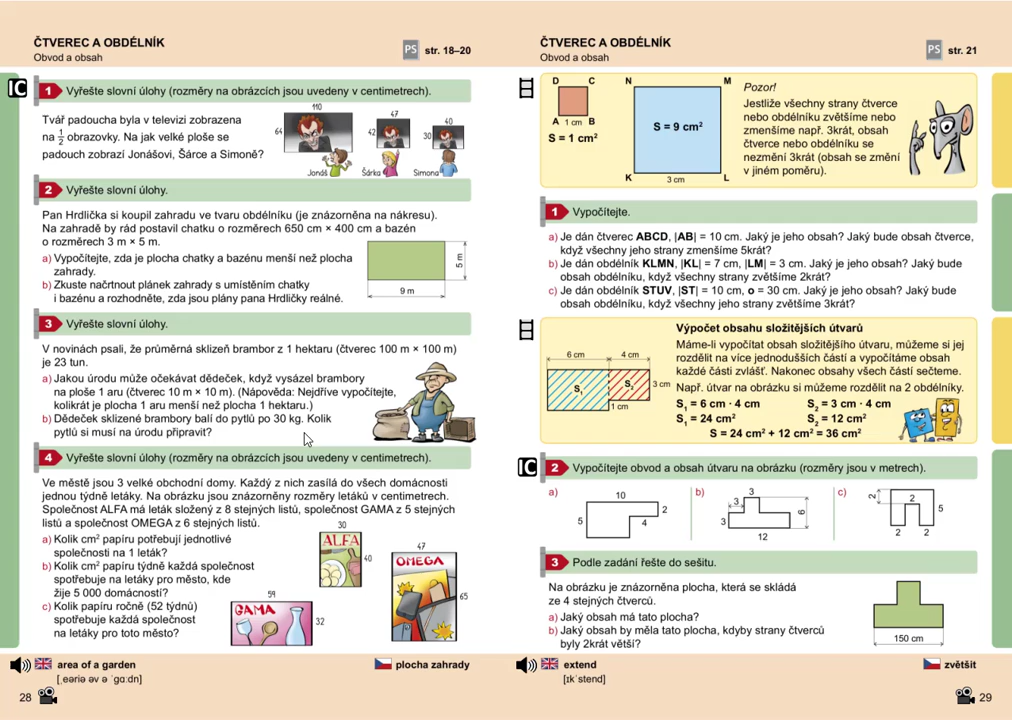 ČTVEREC A OBDÉLNÍK
Obvod a obsah
PS str. 18–20
IC
1 Vyřešte slovní úlohy (rozměry na obrázcích jsou uvedeny v centimetrech).
Tvář padoucha byla v televizi zobrazena
na 1/2 obrazovky. Na jak velké ploše se
padouch zobrazí Jonášovi, Šárce a Simoně?
110
64
47
42
40
30
Jonáš
Šárka
Simona
2 Vyřešte slovní úlohy.
Pan Hrdlička si koupil zahradu ve tvaru obdélníku (je znázorněna na nákresu).
Na zahradě by rád postavil chatku o rozměrech 650 cm × 400 cm a bazén
o rozměrech 3 m × 5 m.
a) Vypočítejte, zda je plocha chatky a bazénu menší než plocha
zahrady.
b) Zkuste načrtnout plánek zahrady s umístěním chatky
i bazénu a rozhodněte, zda jsou plány pana Hrdličky reálné.
5 m
9 m
3 Vyřešte slovní úlohy.
V novinách psali, že průměrná sklizeň brambor z 1 hektaru (čtverec 100 m × 100 m)
je 23 tun.
a) Jakou úrodu může očekávat dědeček, když vysázel brambory
na ploše 1 aru (čtverec 10 m × 10 m). (Nápověda: Nejdříve vypočítejte,
kolikrát je plocha 1 aru menší než plocha 1 hektaru.)
b) Dědeček sklizené brambory balí do pytlů po 30 kg. Kolik
pytlů si musí na úrodu připravit?
4 Vyřešte slovní úlohy (rozměry na obrázcích jsou uvedeny v centimetrech).
Ve městě jsou 3 velké obchodní domy. Každý z nich zasílá do všech domácností
jednou týdně letáky. Na obrázku jsou znázorněny rozměry letáků v centimetrech.
Společnost ALFA má leták složený z 8 stejných listů, společnost GAMA z 5 stejných
listů a společnost OMEGA z 6 stejných listů.
a) Kolik cm² papíru potřebují jednotlivé
společnosti na 1 leták?
b) Kolik cm² papíru týdně každá společnost
spotřebuje na letáky pro město, kde
žije 5 000 domácností?
c) Kolik papíru ročně (52 týdnů)
spotřebuje každá společnost
na letáky pro toto město?
30
ALFA
40
47
OMEGA
65
59
GAMA
32
area of a garden
[ˌeəriə əv ə ˈgɑːdn]
plocha zahrady
28
ČTVEREC A OBDÉLNÍK
Obvod a obsah
PS str. 21
D C
A 1 cm B
S = 1 cm²
N M
S = 9 cm²
K 3 cm L
Pozor!
Jestliže všechny strany čtverce
nebo obdélníku zvětšíme nebo
zmenšíme např. 3krát, obsah
čtverce nebo obdélníku se
nezmění 3krát (obsah se změní
v jiném poměru).
1 Vypočítejte.
a) Je dán čtverec ABCD, |AB| = 10 cm. Jaký je jeho obsah? Jaký bude obsah čtverce,
když všechny jeho strany zmenšíme 5krát?
b) Je dán obdélník KLMN, |KL| = 7 cm, |LM| = 3 cm. Jaký je jeho obsah? Jaký bude
obsah obdélníku, když všechny strany zvětšíme 2krát?
c) Je dán obdélník STUV, |ST| = 10 cm, o = 30 cm. Jaký je jeho obsah? Jaký bude
obsah obdélníku, když všechny jeho strany zvětšíme 3krát?
Výpočet obsahu složitějších útvarů
Máme-li vypočítat obsah složitějšího útvaru, můžeme si jej
rozdělit na více jednodušších částí a vypočítáme obsah
každé části zvlášť. Nakonec obsahy všech částí sečteme.
Např. útvar na obrázku si můžeme rozdělit na 2 obdélníky.
S₁ = 6 cm · 4 cm S₂ = 3 cm · 4 cm
S₁ = 24 cm² S₂ = 12 cm²
S = 24 cm² + 12 cm² = 36 cm²
6 cm 4 cm
S₁ S₂ 3 cm
1 cm
IC
2 Vypočítejte obvod a obsah útvaru na obrázku (rozměry jsou v metrech).
a)
10
5
2
4
b)
3
3
3
6
12
c)
2
2
5
2 2
3 Podle zadání řešte do sešitu.
Na obrázku je znázorněna plocha, která se skládá
ze 4 stejných čtverců.
a) Jaký obsah má tato plocha?
b) Jaký obsah by měla tato plocha, kdyby strany čtverců
byly 2krát větší?
150 cm
extend
[ɪkˈstend]
zvětšit
29